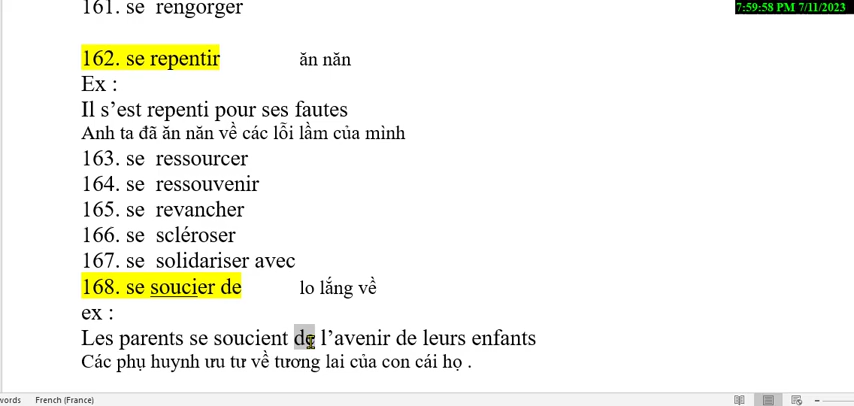 7:59:58 PM 7/11/2023
161. se rengorger
162. se repentir ăn năn
Ex :
Il s’est repenti pour ses fautes
Anh ta đã ăn năn về các lỗi lầm của mình
163. se ressourcer
164. se ressouvenir
165. se revancher
166. se scléroser
167. se solidariser avec
168. se soucier de lo lắng về
ex :
Les parents se soucient de l’avenir de leurs enfants
Các phụ huynh ưu tư về tương lai của con cái họ .
words French (France)